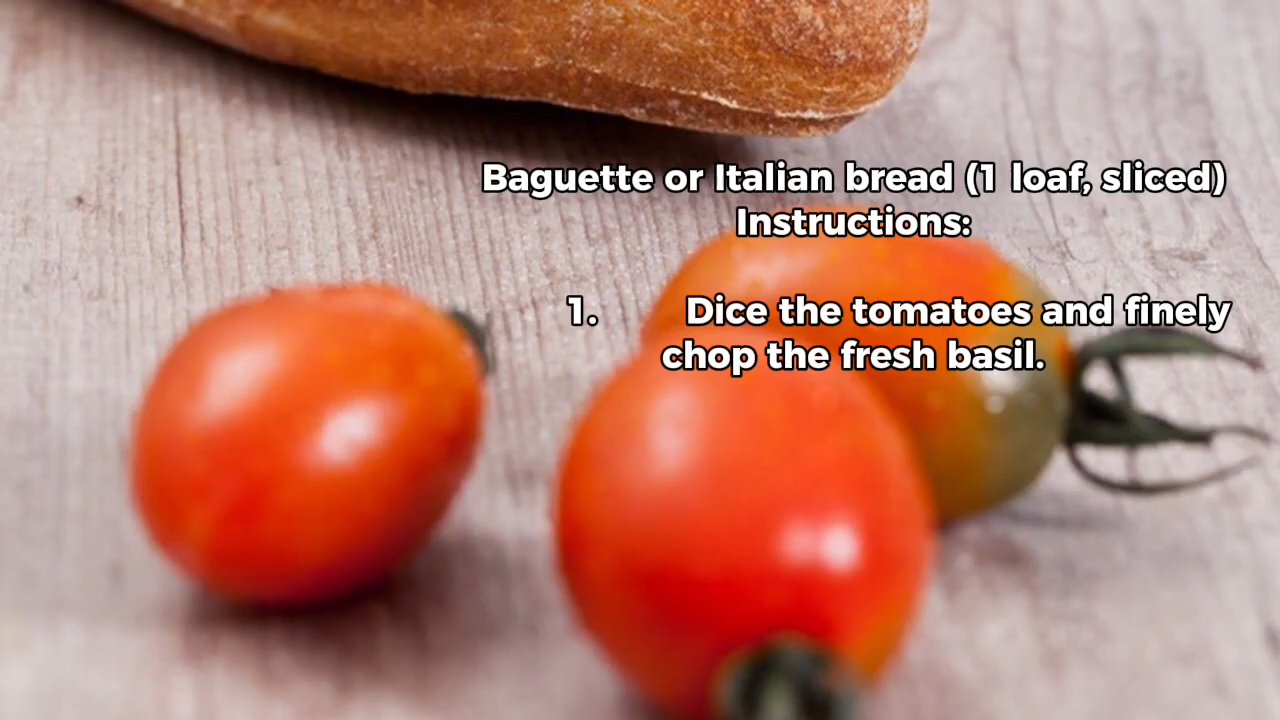 Baguette or Italian bread (1 loaf, sliced)
Instructions:
1. Dice the tomatoes and finely
chop the fresh basil.